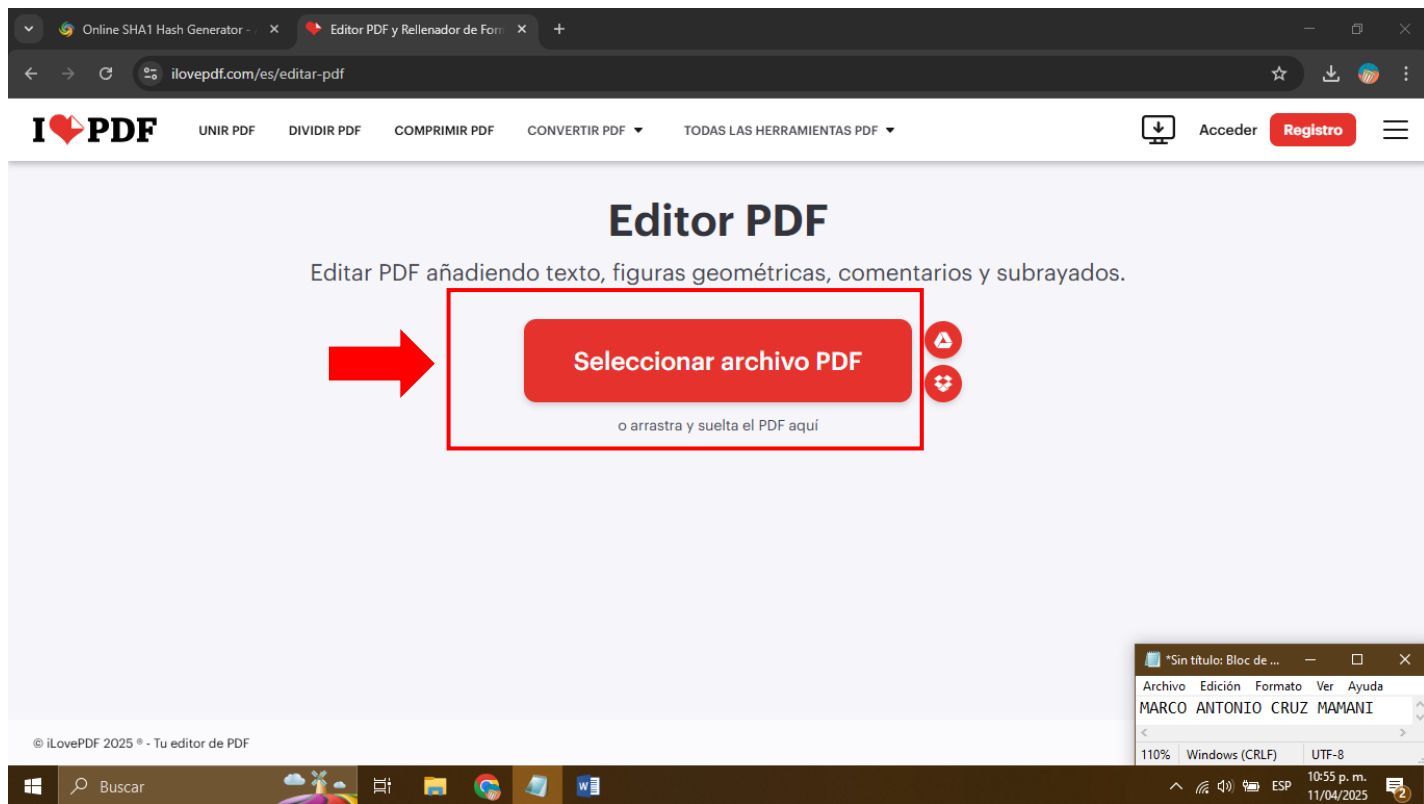 Online SHA1 Hash Generator - 
Editor PDF y Rellenador de Form
ilovepdf.com/es/editar-pdf
I PDF
UNIR PDF
DIVIDIR PDF
COMPRIMIR PDF
CONVERTIR PDF
TODAS LAS HERRAMIENTAS PDF
Acceder
Registro
Editor PDF
Editar PDF añadiendo texto, figuras geométricas, comentarios y subrayados.
Seleccionar archivo PDF
o arrastra y suelta el PDF aquí
*Sin título: Bloc de ...
Archivo Edición Formato Ver Ayuda
MARCO ANTONIO CRUZ MAMANI
110% Windows (CRLF) UTF-8
© iLovePDF 2025 ® - Tu editor de PDF
Buscar
W
ESP
10:55 p. m.
11/04/2025
2